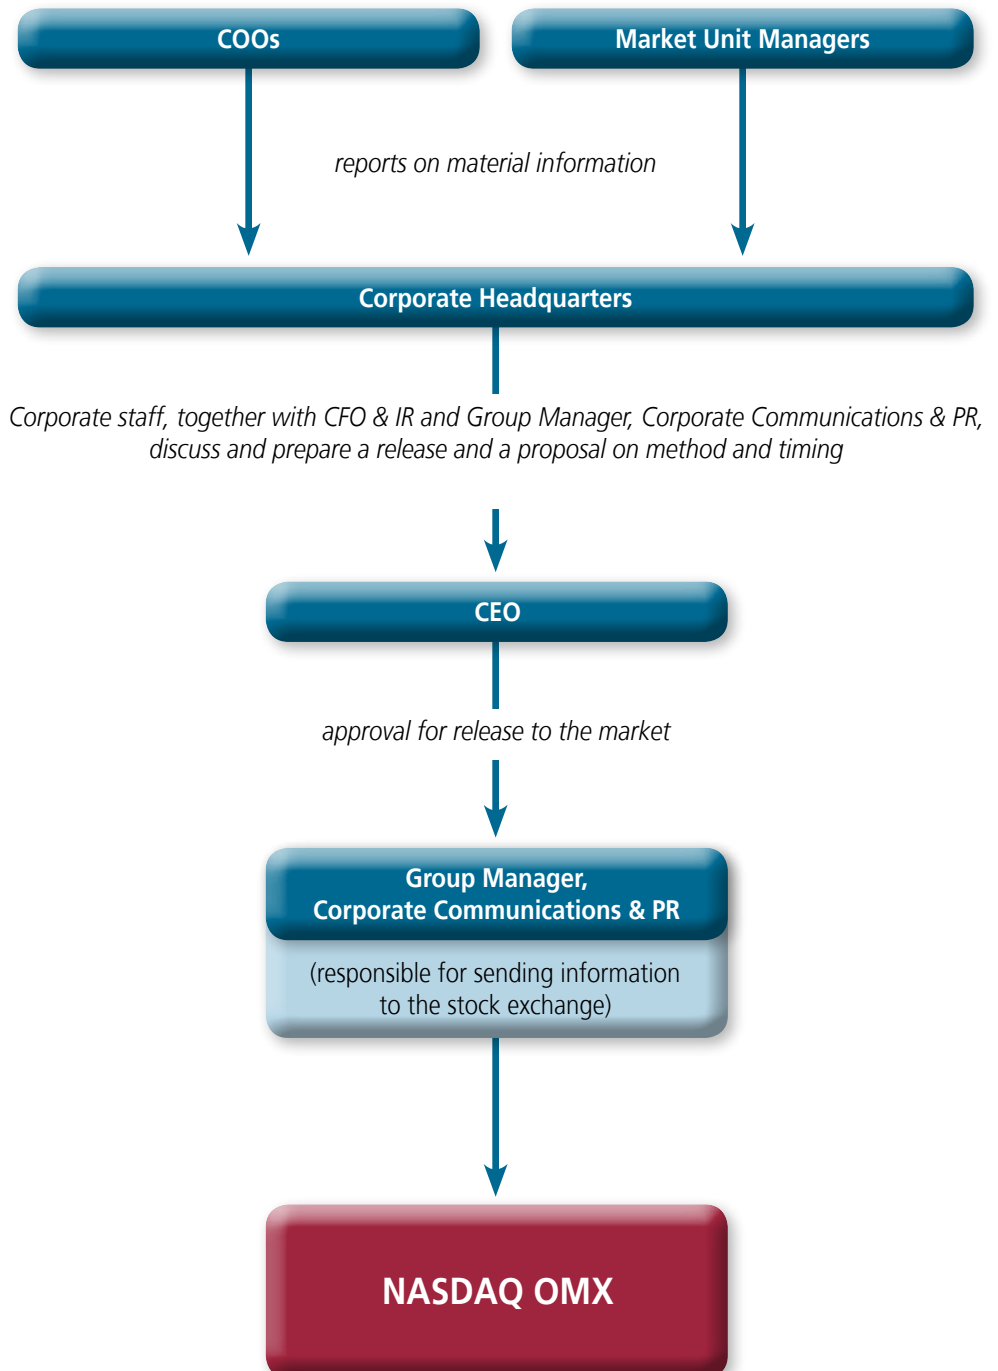 COOs
Market Unit Managers
reports on material information
Corporate Headquarters
Corporate staff, together with CFO & IR and Group Manager, Corporate Communications & PR,
discuss and prepare a release and a proposal on method and timing
CEO
approval for release to the market
Group Manager,
Corporate Communications & PR
(responsible for sending information
to the stock exchange)
NASDAQ OMX